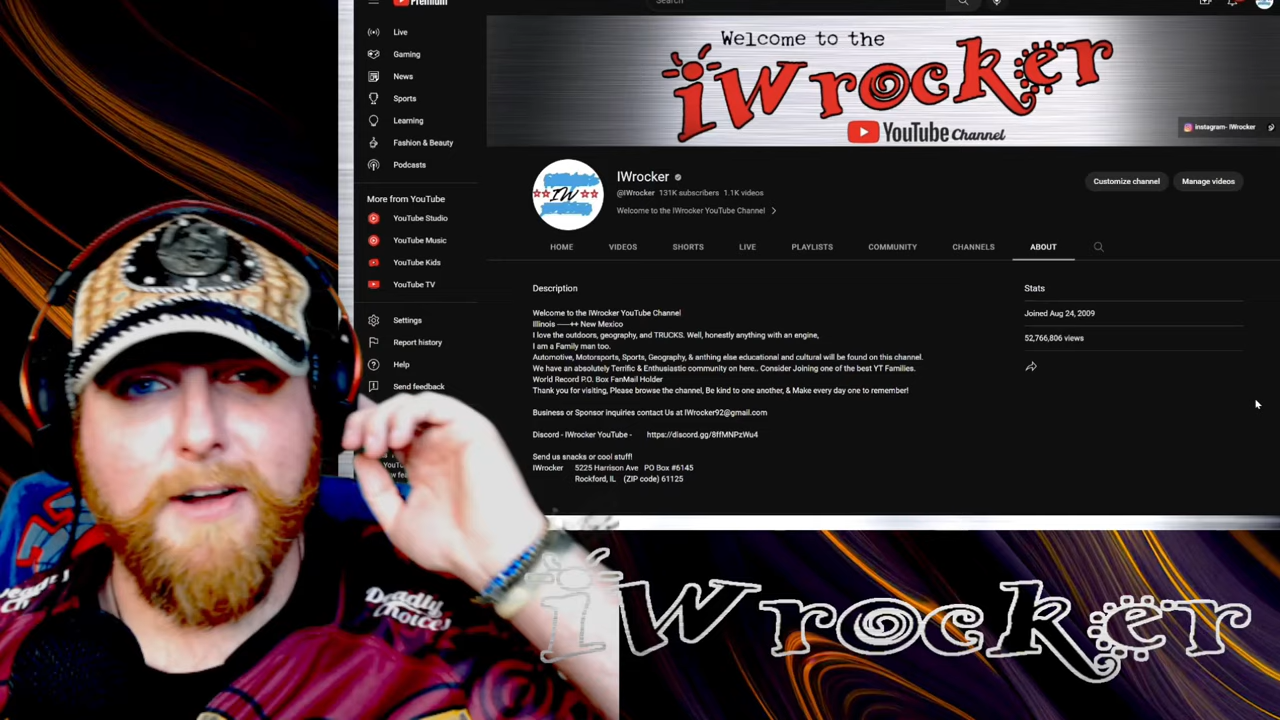 Premium
Search
Live
Gaming
News
Sports
Learning
Fashion & Beauty
Podcasts
More from YouTube
YouTube Studio
YouTube Music
YouTube Kids
YouTube TV
Settings
Report history
Help
Send feedback
Welcome to the
iWrocker
YouTube Channel
instagram- IWrocker
IW
IWrocker
@IWrocker 131K subscribers 1.1K videos
Welcome to the IWrocker YouTube Channel
Customize channel
Manage videos
HOME VIDEOS SHORTS LIVE PLAYLISTS COMMUNITY CHANNELS ABOUT
Description
Welcome to the IWrocker YouTube Channel
Illinois ----++ New Mexico
I love the outdoors, geography, and TRUCKS. Well, honestly anything with an engine,
I am a Family man too.
Automotive, Motorsports, Sports, Geography, & anthing else educational and cultural will be found on this channel.
We have an absolutely Terrific & Enthusiastic community on here.. Consider Joining one of the best YT Families.
World Record P.O. Box FanMail Holder
Thank you for visiting, Please browse the channel, Be kind to one another, & Make every day one to remember!
Business or Sponsor inquiries contact Us at IWrocker92@gmail.com
Discord - IWrocker YouTube - https://discord.gg/8ffMNPzWu4
Send us snacks or cool stuff!
IWrocker 5225 Harrison Ave PO Box #6145
Rockford, IL (ZIP code) 61125
Stats
Joined Aug 24, 2009
52,766,806 views
Deadly
Choices
iWrocker